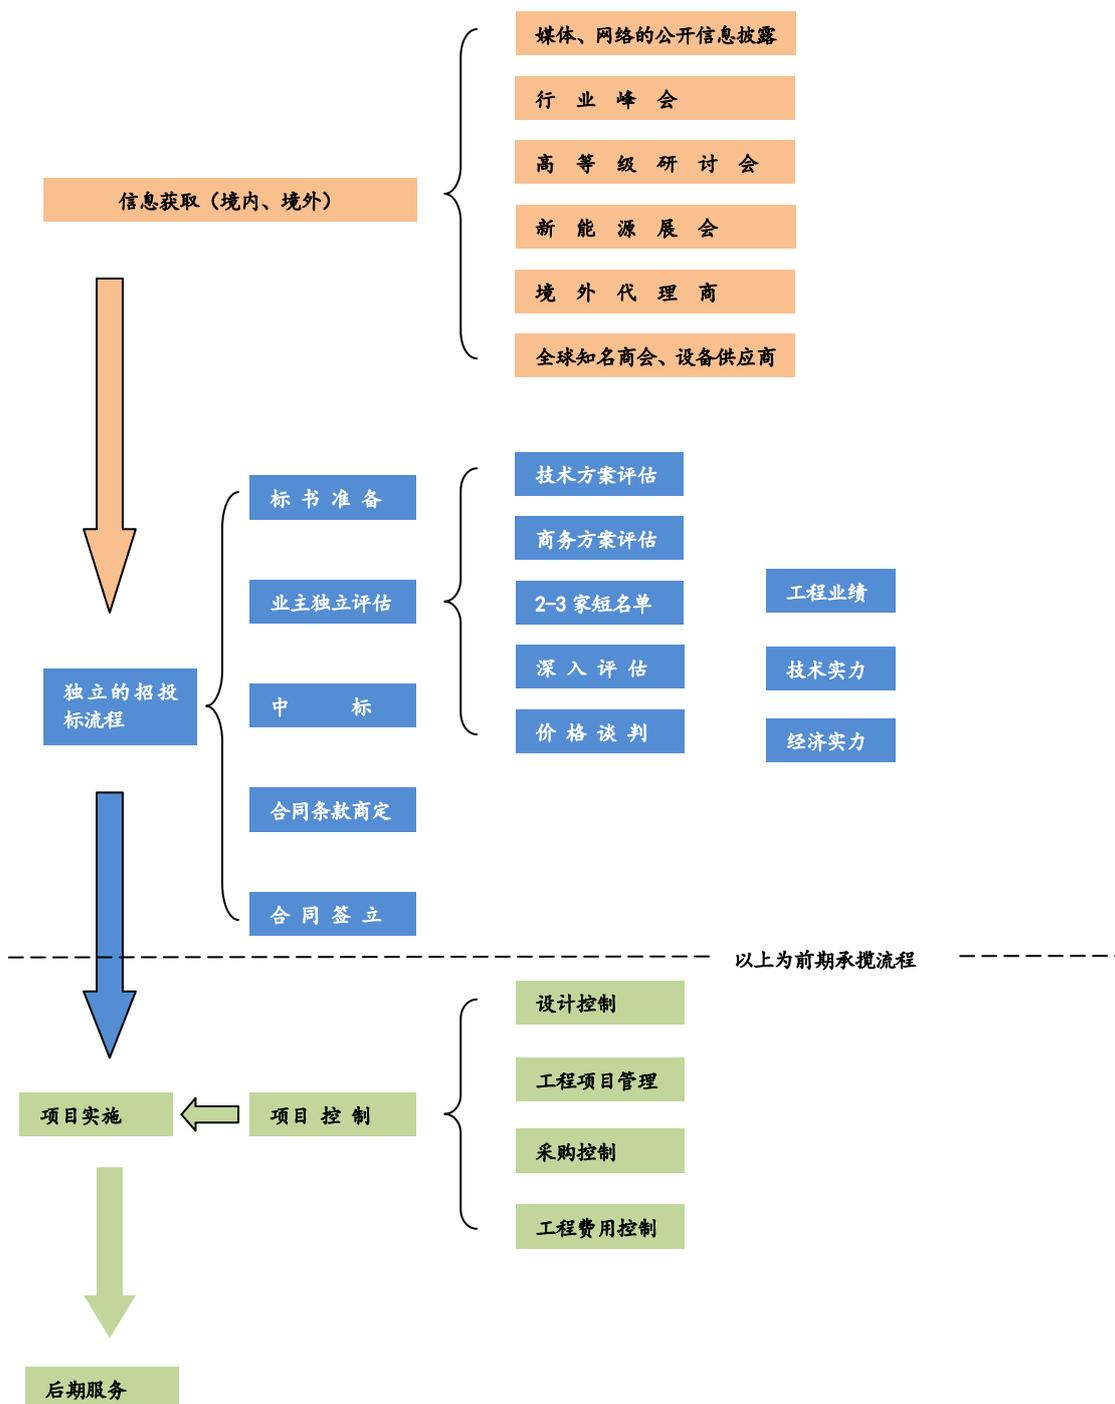 媒体、网络的公开信息披露
行 业 峰 会
高 等 级 研 讨 会
信息获取（境内、境外）
新 能 源 展 会
境 外 代 理 商
全球知名商会、设备供应商
技术方案评估
标 书 准 备
商务方案评估
业主独立评估
2-3 家短名单
工程业绩
深 入 评 估
技术实力
独立的招投
标流程
中 标
价 格 谈 判
经济实力
合同条款商定
合 同 签 立
以上为前期承揽流程
设计控制
工程项目管理
项目实施
项目 控 制
采购控制
工程费用控制
后期服务